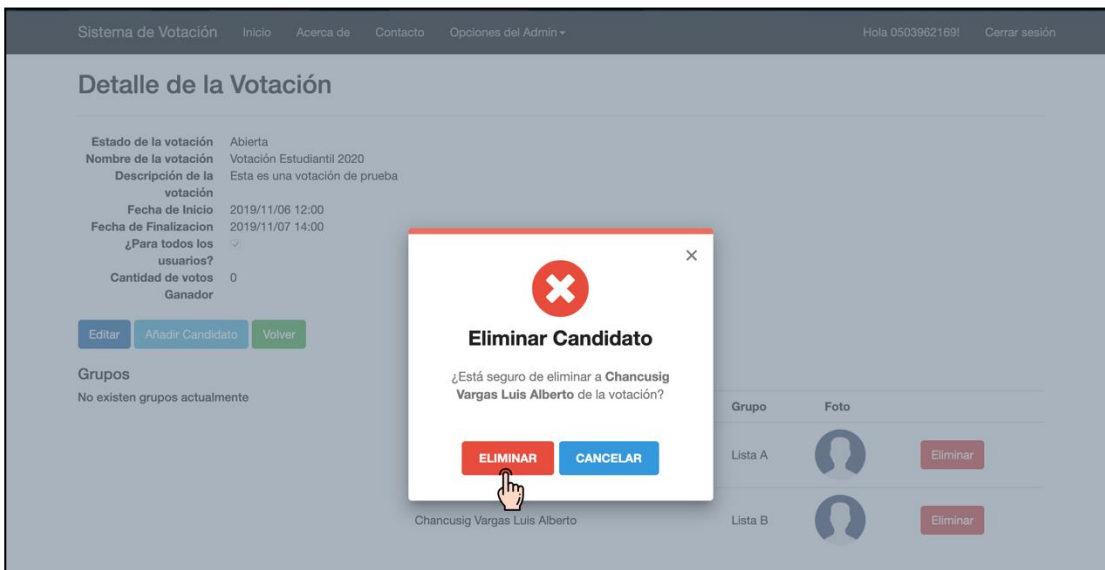 Sistema de Votación Inicio Acerca de Contacto Opciones del Admin Hola 0503962169! Cerrar sesión
Detalle de la Votación
Estado de la votación Abierta
Nombre de la votación Votación Estudiantil 2020
Descripción de la Esta es una votación de prueba
votación
Fecha de Inicio 2019/11/06 12:00
Fecha de Finalizacion 2019/11/07 14:00
¿Para todos los
usuarios?
Cantidad de votos 0
Ganador
Editar Añadir Candidato Volver
Grupos
No existen grupos actualmente
Eliminar Candidato
¿Está seguro de eliminar a Chancusig
Vargas Luis Alberto de la votación?
ELIMINAR CANCELAR
Grupo Foto
Lista A Eliminar
Chancusig Vargas Luis Alberto Lista B Eliminar